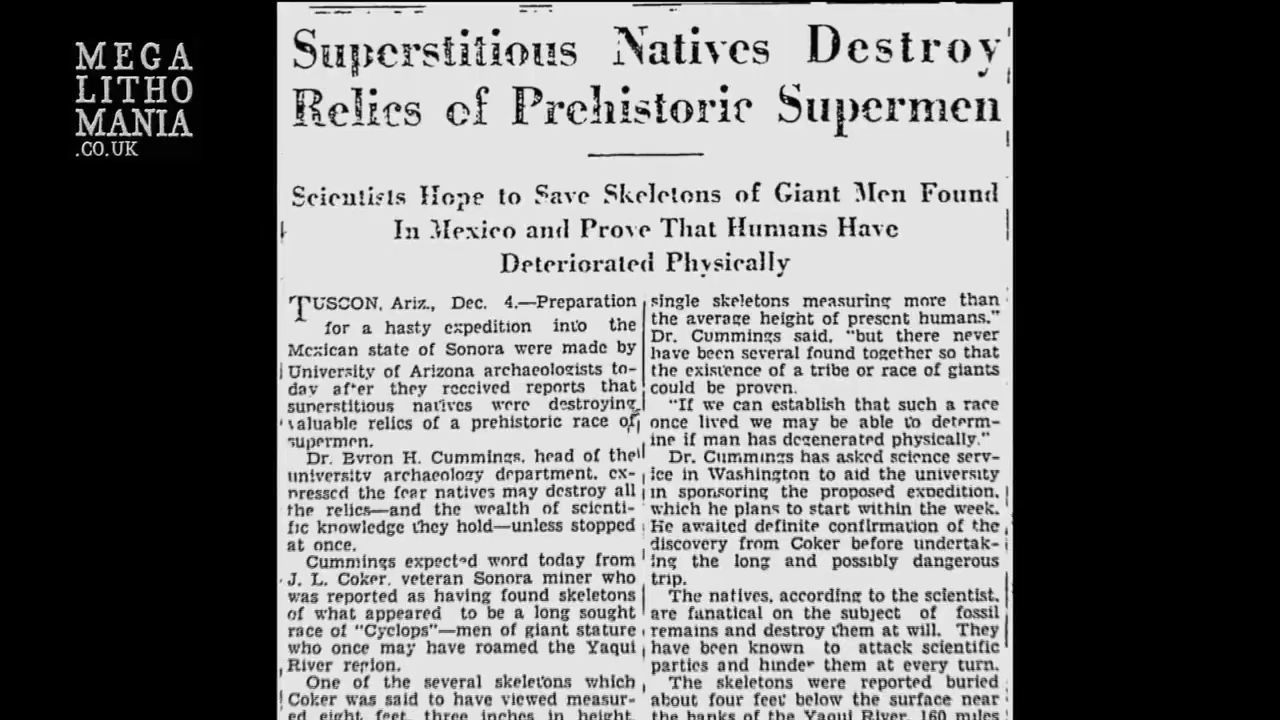 MEGA
LITHO
MANIA
.CO.UK
Superstitious Natives Destroy
Relics of Prehistoric Supermen
Scientists Hope to Save Skeletons of Giant Men Found
In Mexico and Prove That Humans Have
Deteriorated Physically
TUSCON, Ariz., Dec. 4.—Preparation
for a hasty expedition into the
Mexican state of Sonora were made by
University of Arizona archaeologists to-
day after they received reports that
superstitious natives were destroying
valuable relics of a prehistoric race of
supermen.
Dr. Byron H. Cummings, head of the
university archaeology department, ex-
pressed the fear natives may destroy all
the relics—and the wealth of scienti-
fic knowledge they hold—unless stopped
at once.
Cummings expected word today from
J. L. Coker, veteran Sonora miner who
was reported as having found skeletons
of what appeared to be a long sought
race of "Cyclops"—men of giant stature
who once may have roamed the Yaqui
River region.
One of the several skeletons which
Coker was said to have viewed measur-
ed eight feet, three inches in height,
single skeletons measuring more than
the average height of present humans,"
Dr. Cummings said, "but there never
have been several found together so that
the existence of a tribe or race of giants
could be proven.
"If we can establish that such a race
once lived we may be able to determ-
ine if man has degenerated physically."
Dr. Cummings has asked science serv-
ice in Washington to aid the university
in sponsoring the proposed expedition,
which he plans to start within the week.
He awaited definite confirmation of the
discovery from Coker before undertak-
ing the long and possibly dangerous
trip.
The natives, according to the scientist,
are fanatical on the subject of fossil
remains and destroy them at will. They
have been known to attack scientific
parties and hinder them at every turn.
The skeletons were reported buried
about four feet below the surface near
the banks of the Yaqui River, 160 miles